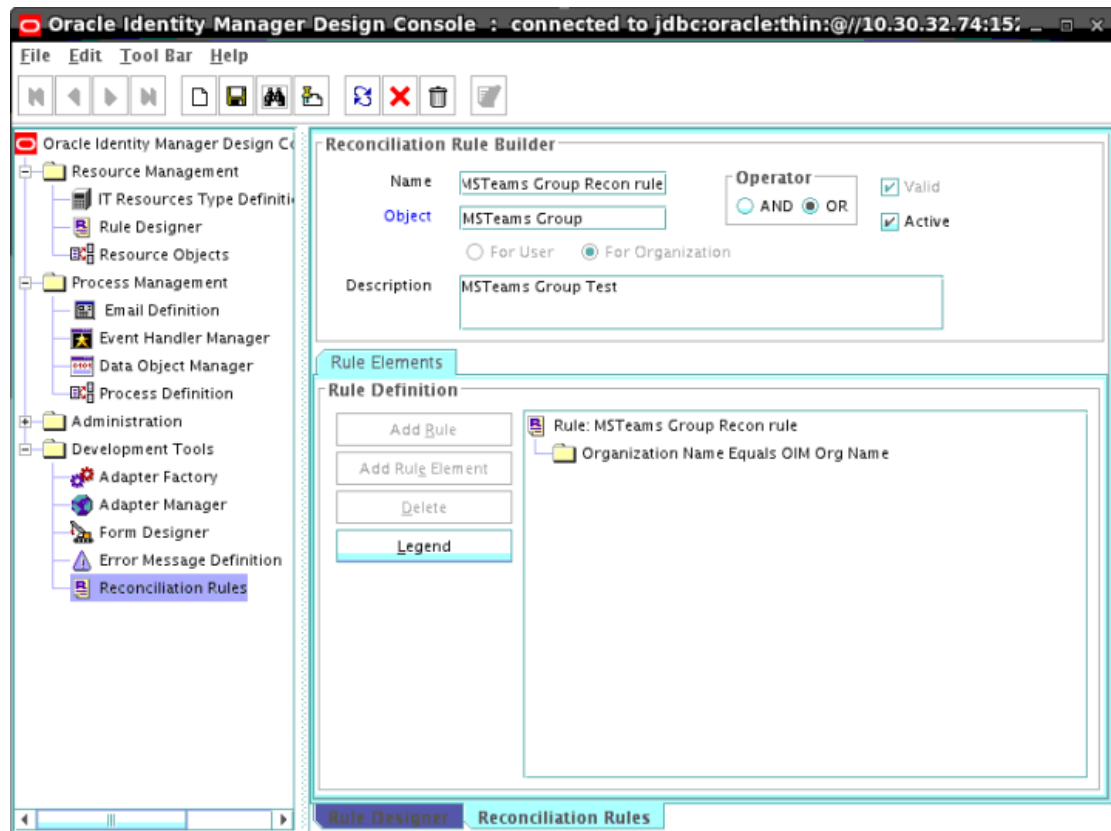 Oracle Identity Manager Design Console : connected to jdbc:oracle:thin:@//10.30.32.74:152
File Edit Tool Bar Help
Oracle Identity Manager Design Co
Resource Management
IT Resources Type Definiti
Rule Designer
Resource Objects
Process Management
Email Definition
Event Handler Manager
Data Object Manager
Process Definition
Administration
Development Tools
Adapter Factory
Adapter Manager
Form Designer
Error Message Definition
Reconciliation Rules
Reconciliation Rule Builder
Name MSTeams Group Recon rule
Operator
AND OR
Valid
Object MSTeams Group
Active
For User For Organization
Description MSTeams Group Test
Rule Elements
Rule Definition
Add Rule
Add Rule Element
Delete
Legend
Rule: MSTeams Group Recon rule
Organization Name Equals OIM Org Name
Rule Designer Reconciliation Rules